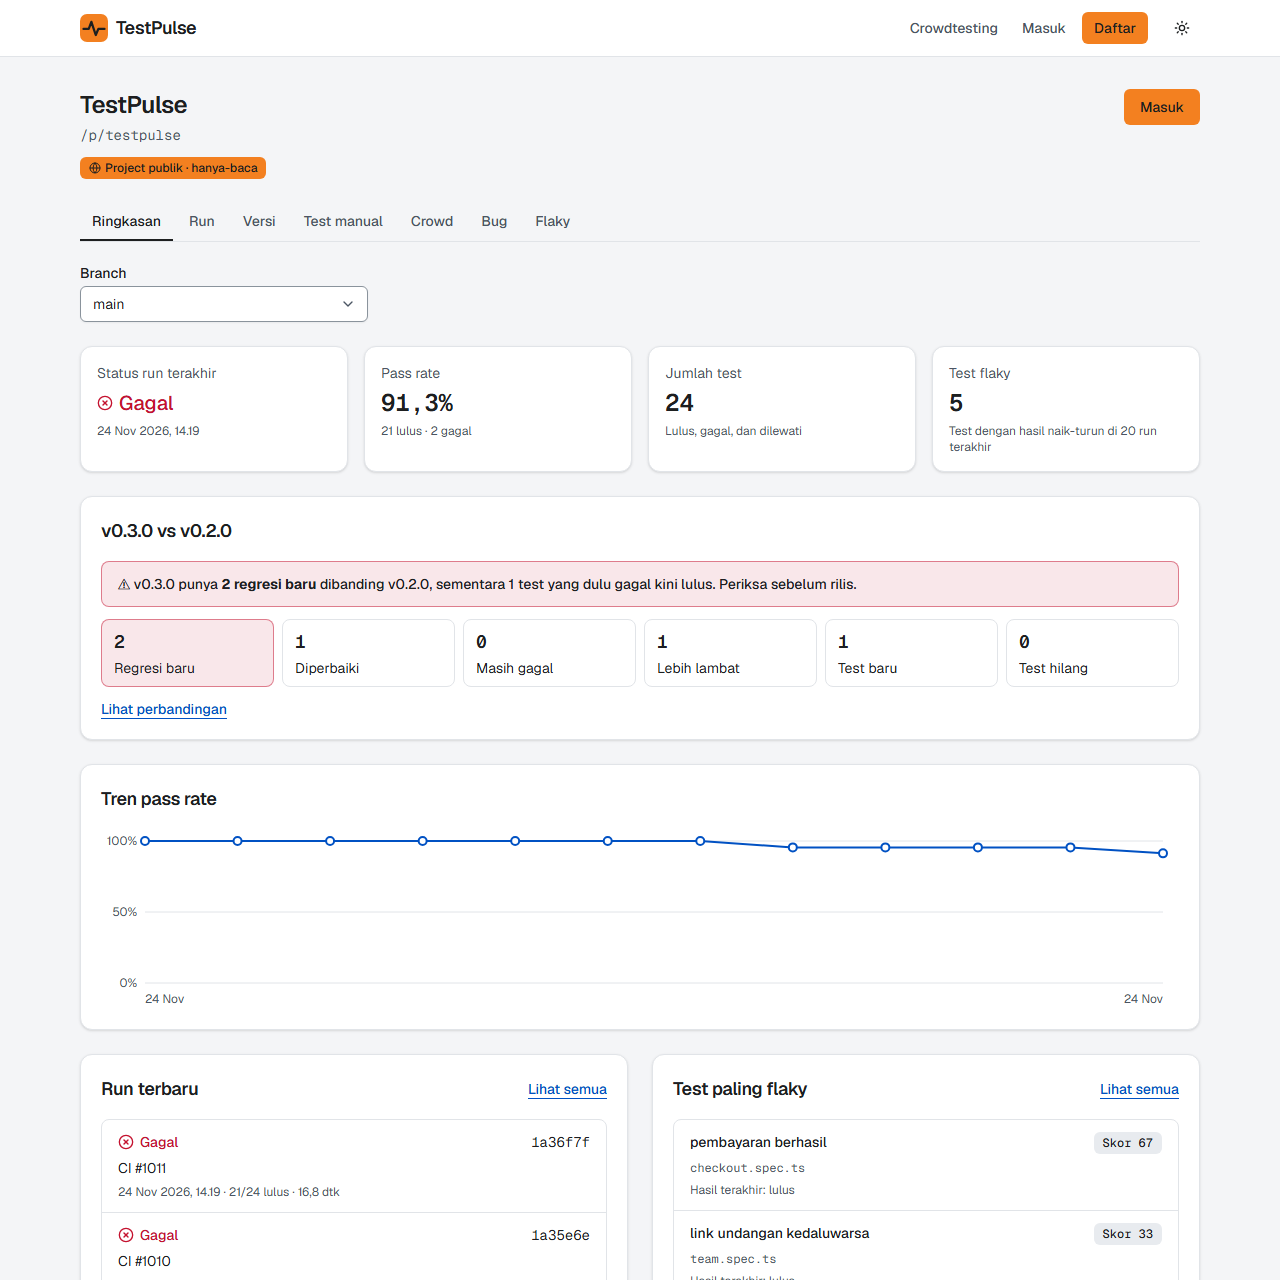 TestPulse
Crowdtesting
Masuk
Daftar
TestPulse
Masuk
/p/testpulse
Project publik · hanya-baca
Ringkasan
Run
Versi
Test manual
Crowd
Bug
Flaky
Branch
main
Status run terakhir
Gagal
24 Nov 2026, 14.19
Pass rate
91,3%
21 lulus · 2 gagal
Jumlah test
24
Lulus, gagal, dan dilewati
Test flaky
5
Test dengan hasil naik-turun di 20 run
terakhir
v0.3.0 vs v0.2.0
v0.3.0 punya 2 regresi baru dibanding v0.2.0, sementara 1 test yang dulu gagal kini lulus. Periksa sebelum rilis.
2
Regresi baru
1
Diperbaiki
0
Masih gagal
1
Lebih lambat
1
Test baru
0
Test hilang
Lihat perbandingan
Tren pass rate
100%
50%
0%
24 Nov
24 Nov
Run terbaru
Lihat semua
Gagal
1a36f7f
CI #1011
24 Nov 2026, 14.19 · 21/24 lulus · 16,8 dtk
Gagal
1a35e6e
CI #1010
Test paling flaky
Lihat semua
pembayaran berhasil
Skor 67
checkout.spec.ts
Hasil terakhir: lulus
link undangan kedaluwarsa
Skor 33
team.spec.ts
Hasil terakhir: lulus